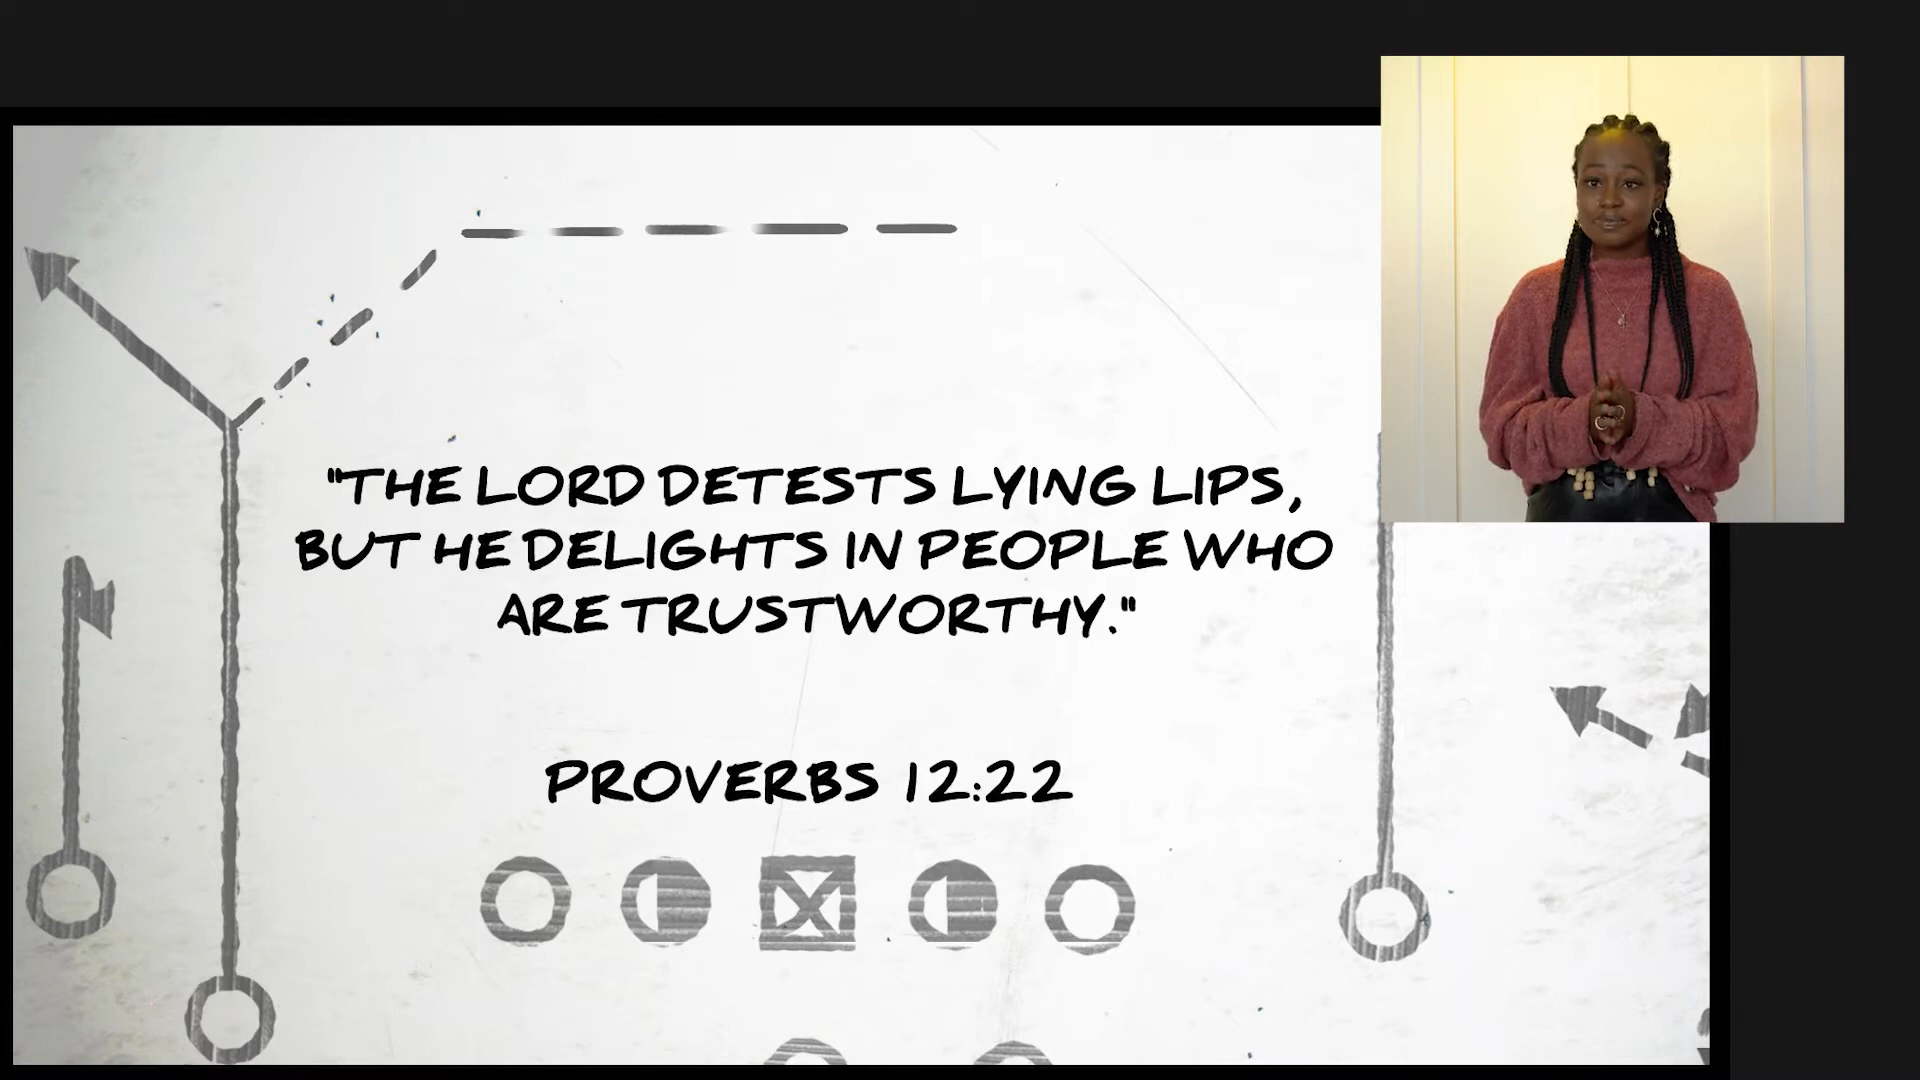 "THE LORD DETESTS LYING LIPS,
BUT HE DELIGHTS IN PEOPLE WHO
ARE TRUSTWORTHY."
PROVERBS 12:22